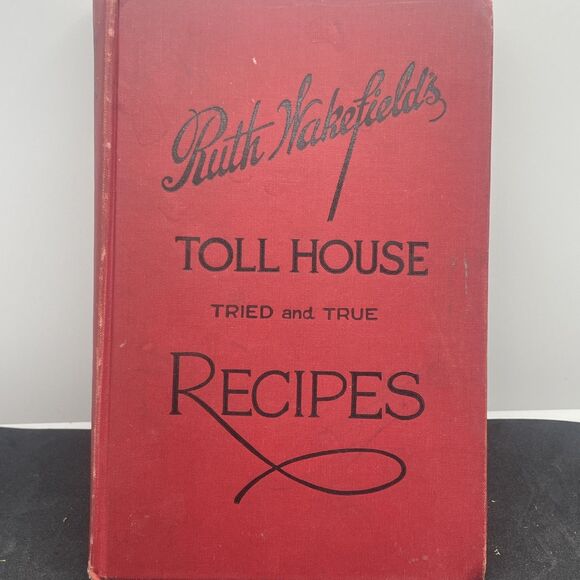 Ruth Wakefield's
TOLL HOUSE
TRIED and TRUE
RECIPES